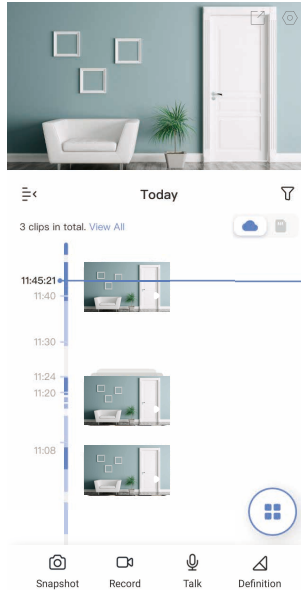 Today
3 clips in total. View All
11:45:21
11:40
11:30
11:24
11:20
11:08
Snapshot Record Talk Definition